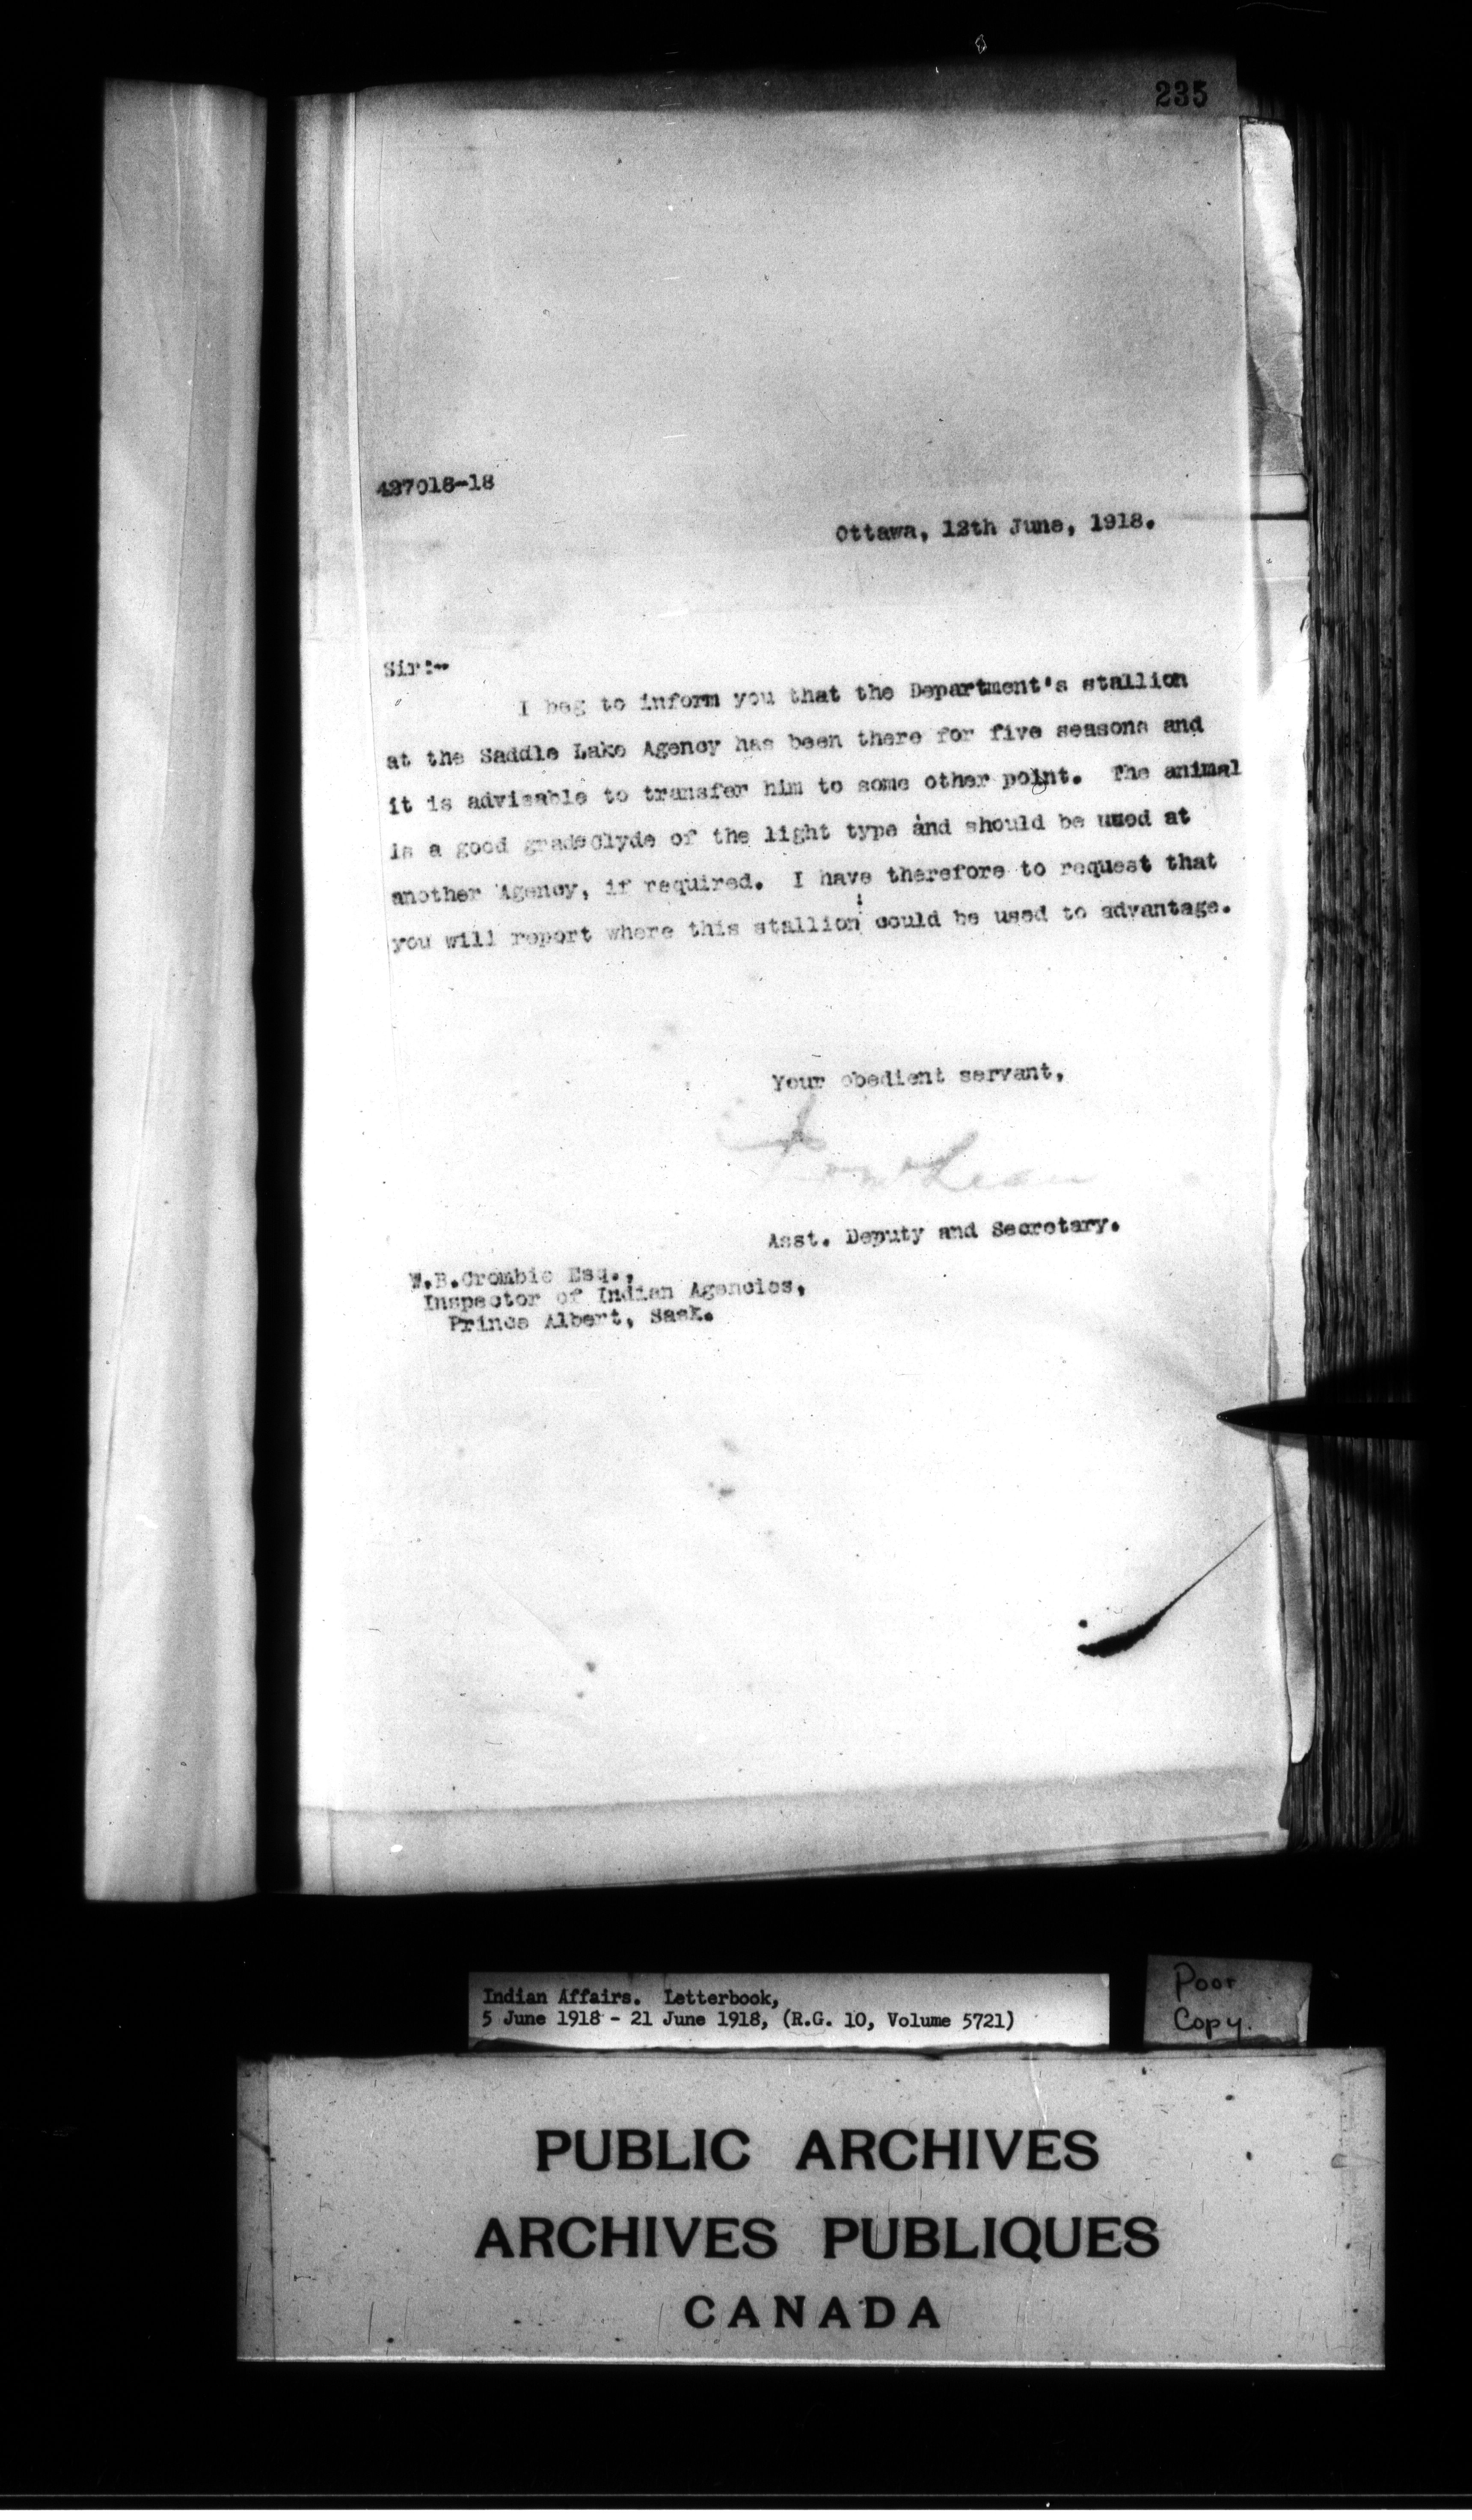 235
427018-18
Ottawa, 12th June, 1918.
Sir:-
I beg to inform you that the Department's stallion
at the Saddle Lake Agency has been there for five seasons and
it is advisable to transfer him to some other point. The animal
is a good gradeClyde of the light type and should be used at
another Agency, if required. I have therefore to request that
you will report where this stallion could be used to advantage.
Your obedient servant,
McLean
Asst. Deputy and Secretary.
W.B.Crombie Esq.,
Inspector of Indian Agencies,
Prince Albert, Sask.
Indian Affairs. Letterbook,
5 June 1918 - 21 June 1918, (R.G. 10, Volume 5721)
Poor
Copy.
PUBLIC ARCHIVES
ARCHIVES PUBLIQUES
CANADA